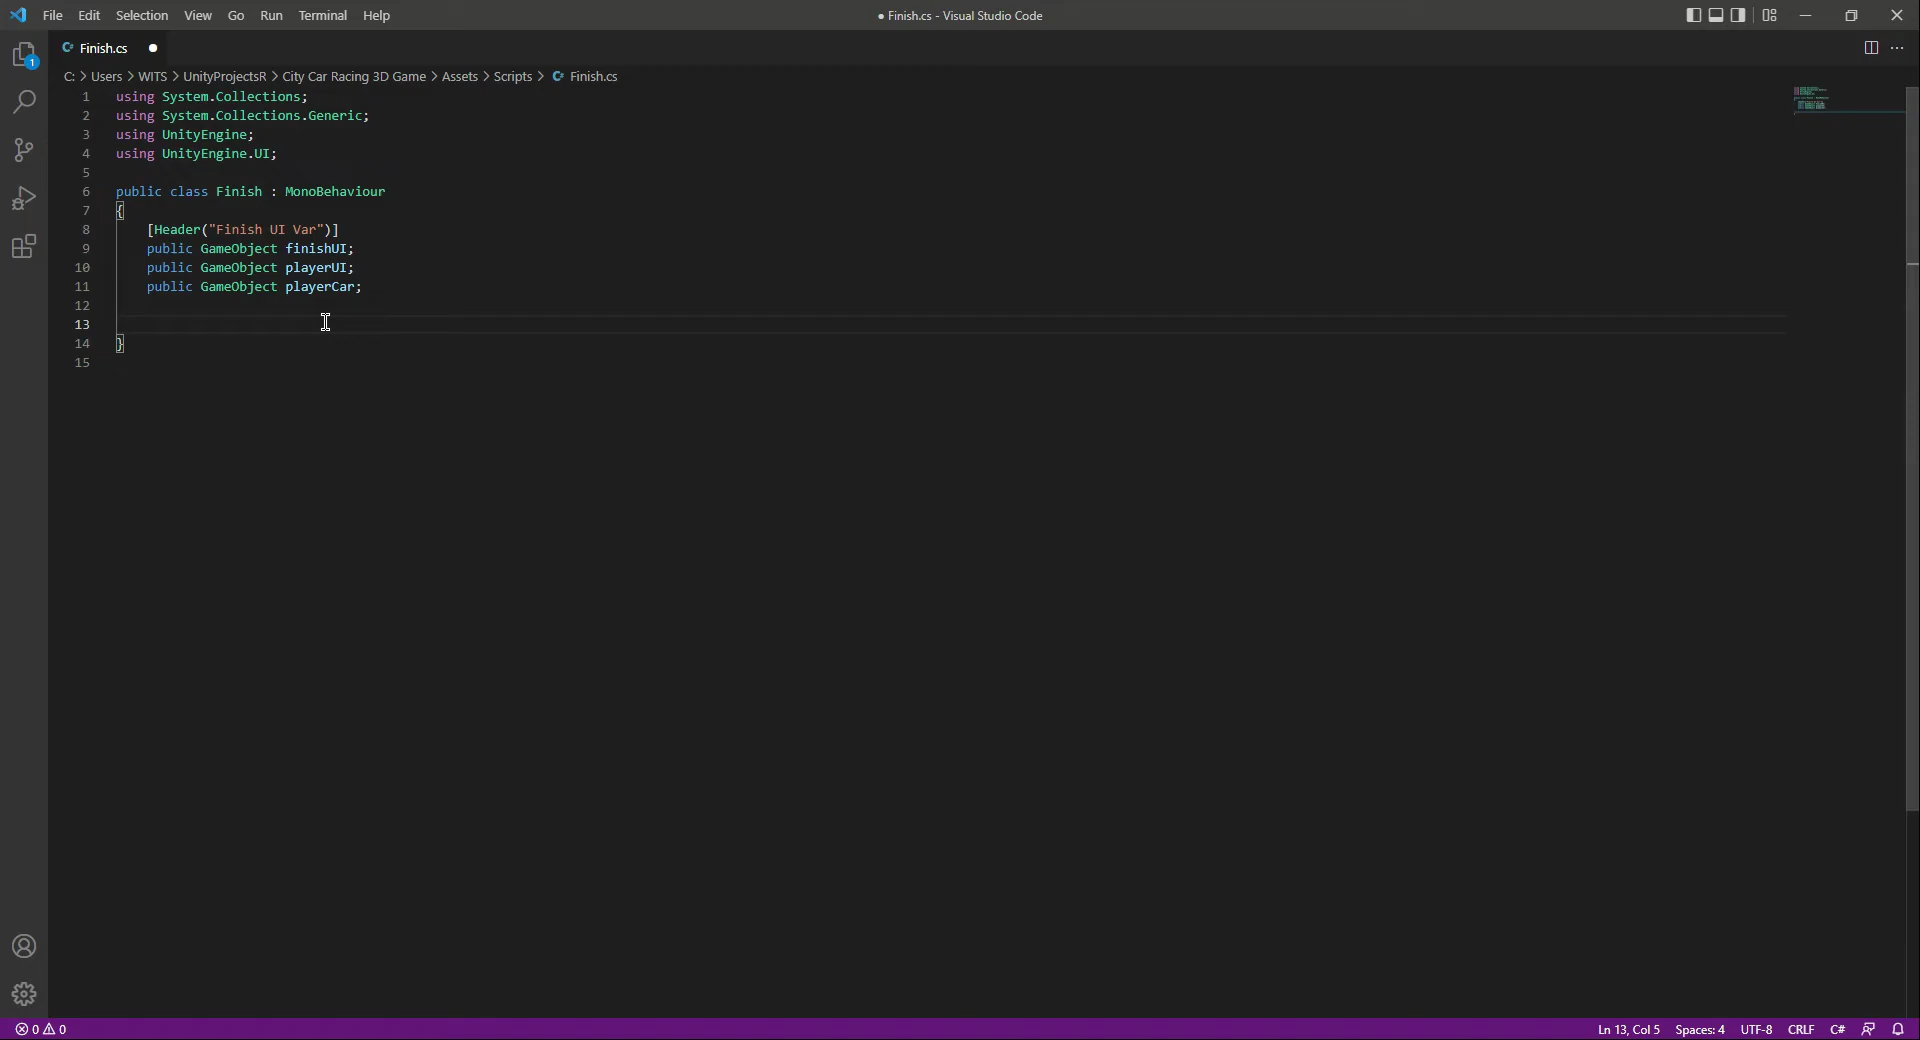 File Edit Selection View Go Run Terminal Help ● Finish.cs - Visual Studio Code
Finish.cs ●
C: > Users > WITS > UnityProjectsR > City Car Racing 3D Game > Assets > Scripts > Finish.cs
1 using System.Collections;
2 using System.Collections.Generic;
3 using UnityEngine;
4 using UnityEngine.UI;
5
6 public class Finish : MonoBehaviour
7 {
8 [Header("Finish UI Var")]
9 public GameObject finishUI;
10 public GameObject playerUI;
11 public GameObject playerCar;
12
13
14 }
15
1
0 0 Ln 13, Col 5 Spaces: 4 UTF-8 CRLF C#